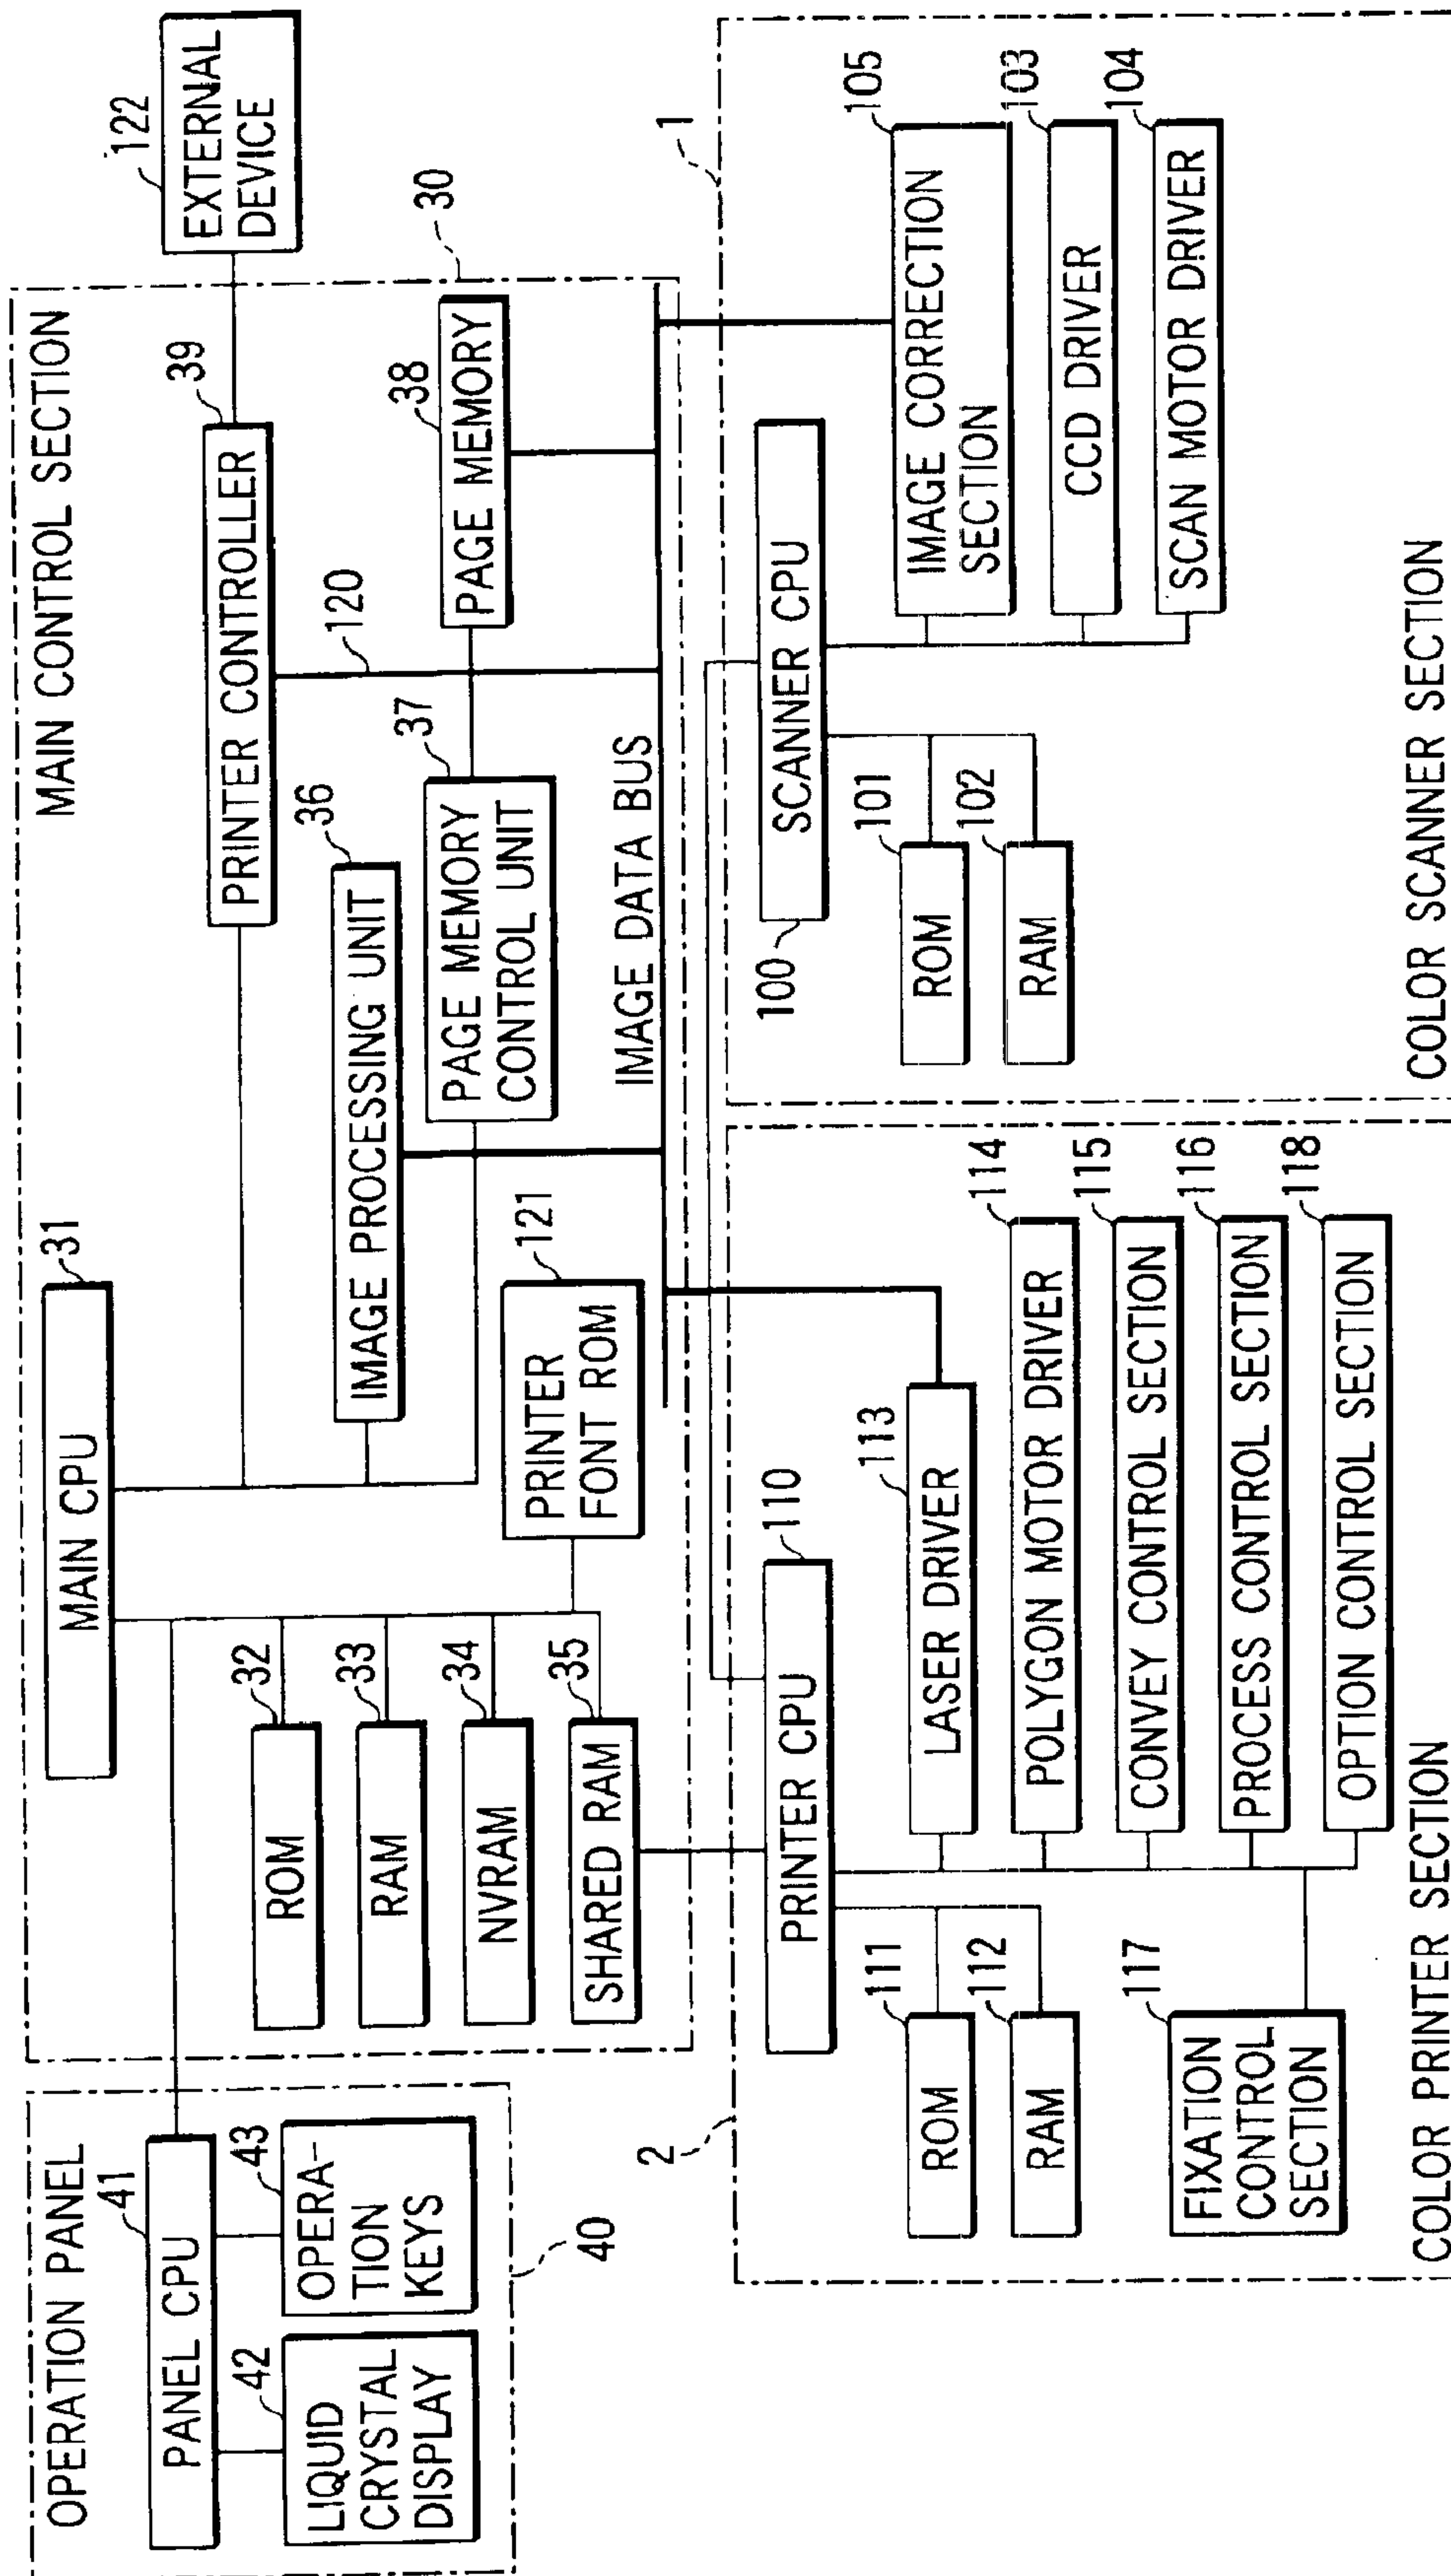 OPERATION PANEL
PANEL CPU
41
LIQUID
CRYSTAL
DISPLAY
42
OPERA-
TION
KEYS
43
40
MAIN CONTROL SECTION
30
MAIN CPU
31
ROM
32
RAM
33
NVRAM
34
SHARED RAM
35
PRINTER
FONT ROM
121
IMAGE PROCESSING UNIT
36
PAGE MEMORY
CONTROL UNIT
37
PAGE MEMORY
38
PRINTER CONTROLLER
39
120
IMAGE DATA BUS
EXTERNAL
DEVICE
122
2
PRINTER CPU
110
ROM
111
RAM
112
LASER DRIVER
113
POLYGON MOTOR DRIVER
114
CONVEY CONTROL SECTION
115
PROCESS CONTROL SECTION
116
FIXATION
CONTROL
SECTION
117
OPTION CONTROL SECTION
118
COLOR PRINTER SECTION
1
SCANNER CPU
100
ROM
101
RAM
102
IMAGE CORRECTION
SECTION
105
CCD DRIVER
103
SCAN MOTOR DRIVER
104
COLOR SCANNER SECTION